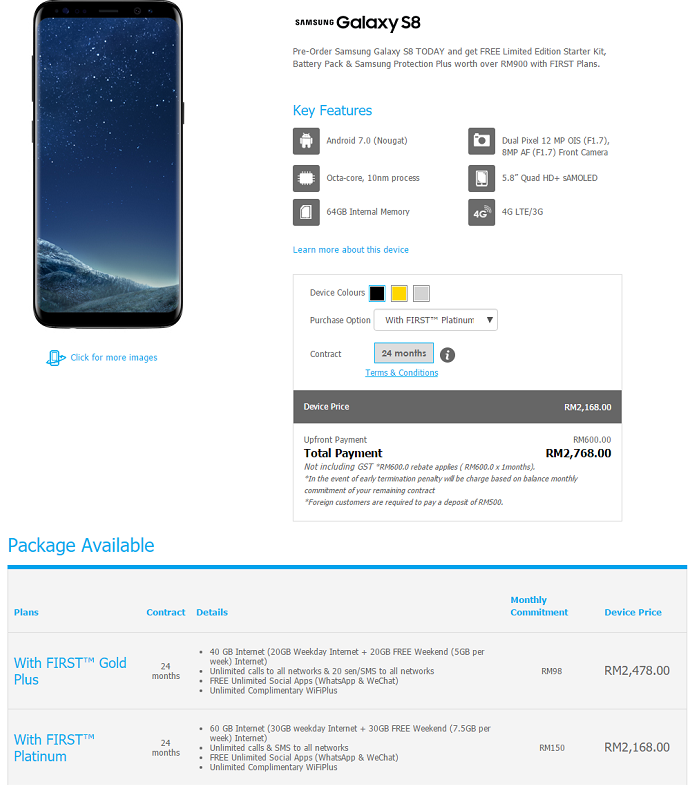 SAMSUNG Galaxy S8
Pre-Order Samsung Galaxy S8 TODAY and get FREE Limited Edition Starter Kit,
Battery Pack & Samsung Protection Plus worth over RM900 with FIRST Plans.
Key Features
Android 7.0 (Nougat)
Dual Pixel 12 MP OIS (F1.7),
8MP AF (F1.7) Front Camera
Octa-core, 10nm process
5.8" Quad HD+ sAMOLED
64GB Internal Memory
4G
4G LTE/3G
Learn more about this device
Click for more images
Device Colours
Purchase Option With FIRST™ Platinum
Contract 24 months i
Terms & Conditions
Device Price RM2,168.00
Upfront Payment RM600.00
Total Payment RM2,768.00
Not including GST *RM600.0 rebate applies ( RM600.0 x 1months).
*In the event of early termination penalty will be charge based on balance monthly
commitment of your remaining contract
*Foreign customers are required to pay a deposit of RM500.
Package Available
Plans Contract Details Monthly Commitment Device Price
With FIRST™ Gold
Plus
24
months
• 40 GB Internet (20GB Weekday Internet + 20GB FREE Weekend (5GB per
week) Internet)
• Unlimited calls to all networks & 20 sen/SMS to all networks
• FREE Unlimited Social Apps (WhatsApp & WeChat)
• Unlimited Complimentary WiFiPlus
RM98
RM2,478.00
With FIRST™
Platinum
24
months
• 60 GB Internet (30GB weekday Internet + 30GB FREE Weekend (7.5GB per
week) Internet)
• Unlimited calls & SMS to all networks
• FREE Unlimited Social Apps (WhatsApp & WeChat)
• Unlimited Complimentary WiFiPlus
RM150
RM2,168.00